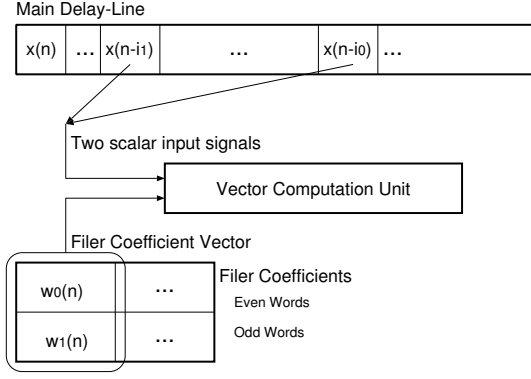 Main Delay-Line
x(n) ... x(n-i1) ... x(n-i0) ...
Two scalar input signals
Vector Computation Unit
Filer Coefficient Vector
Filer Coefficients
w0(n) ...
Even Words
w1(n) ...
Odd Words